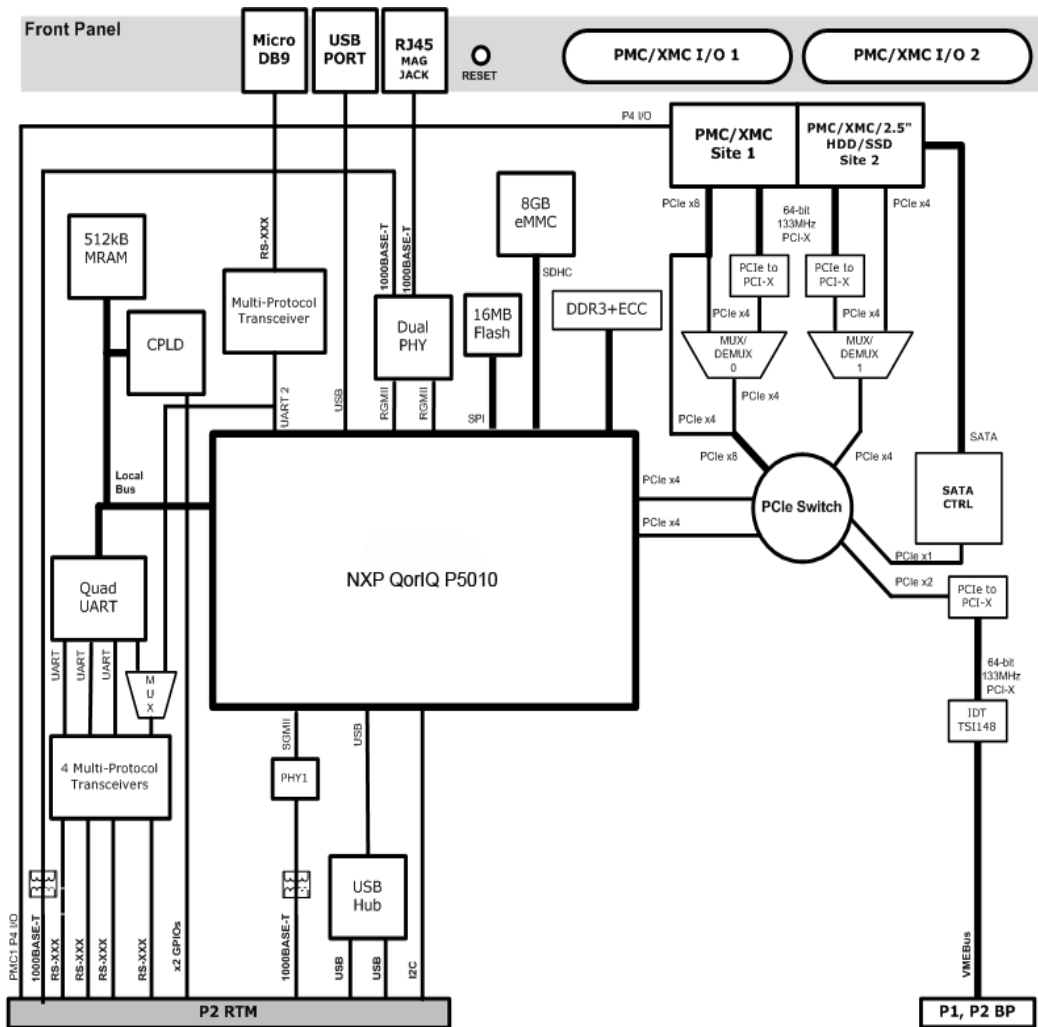 Front Panel
Micro
DB9
USB
PORT
RJ45
MAG
JACK
RESET
PMC/XMC I/O 1
PMC/XMC I/O 2
P4 I/O
PMC/XMC
Site 1
PMC/XMC/2.5"
HDD/SSD
Site 2
512kB
MRAM
CPLD
RS-XXX
Multi-Protocol
Transceiver
UART 2
USB
1000BASE-T
1000BASE-T
Dual
PHY
RGMII
RGMII
16MB
Flash
SPI
8GB
eMMC
SDHC
DDR3+ECC
PCIe x8
64-bit
133MHz
PCI-X
PCIe x4
PCIe to
PCI-X
PCIe to
PCI-X
PCIe x4
PCIe x4
MUX/
DEMUX
0
MUX/
DEMUX
1
PCIe x4
PCIe x4
PCIe x8
PCIe x4
SATA
SATA
CTRL
PCIe Switch
PCIe x4
PCIe x4
PCIe x1
PCIe x2
PCIe to
PCI-X
64-bit
133MHz
PCI-X
IDT
TSI148
VMEBus
P1, P2 BP
Local
Bus
NXP QorIQ P5010
Quad
UART
UART
UART
UART
MUX
4 Multi-Protocol
Transceivers
SGMII
PHY1
USB
USB
Hub
PMC1 P4 I/O
1000BASE-T
RS-XXX
RS-XXX
RS-XXX
RS-XXX
x2 GPIOs
1000BASE-T
USB
USB
I2C
P2 RTM